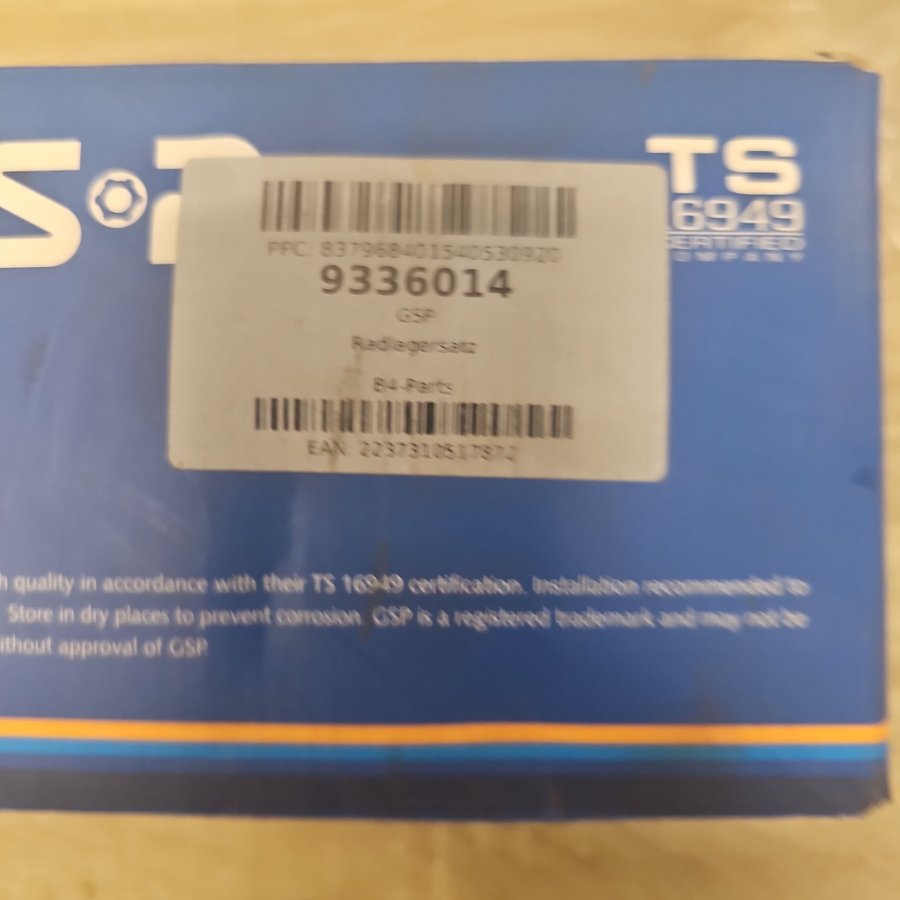 TS
16949
CERTIFIED
COMPANY
PPC: 837968401540530920
9336014
GSP
Radlagersatz
B4-Parts
EAN 2237310517872
h quality in accordance with their TS 16949 certification. Installation recommended to
. Store in dry places to prevent corrosion. GSP is a registered trademark and may not be
ithout approval of GSP.